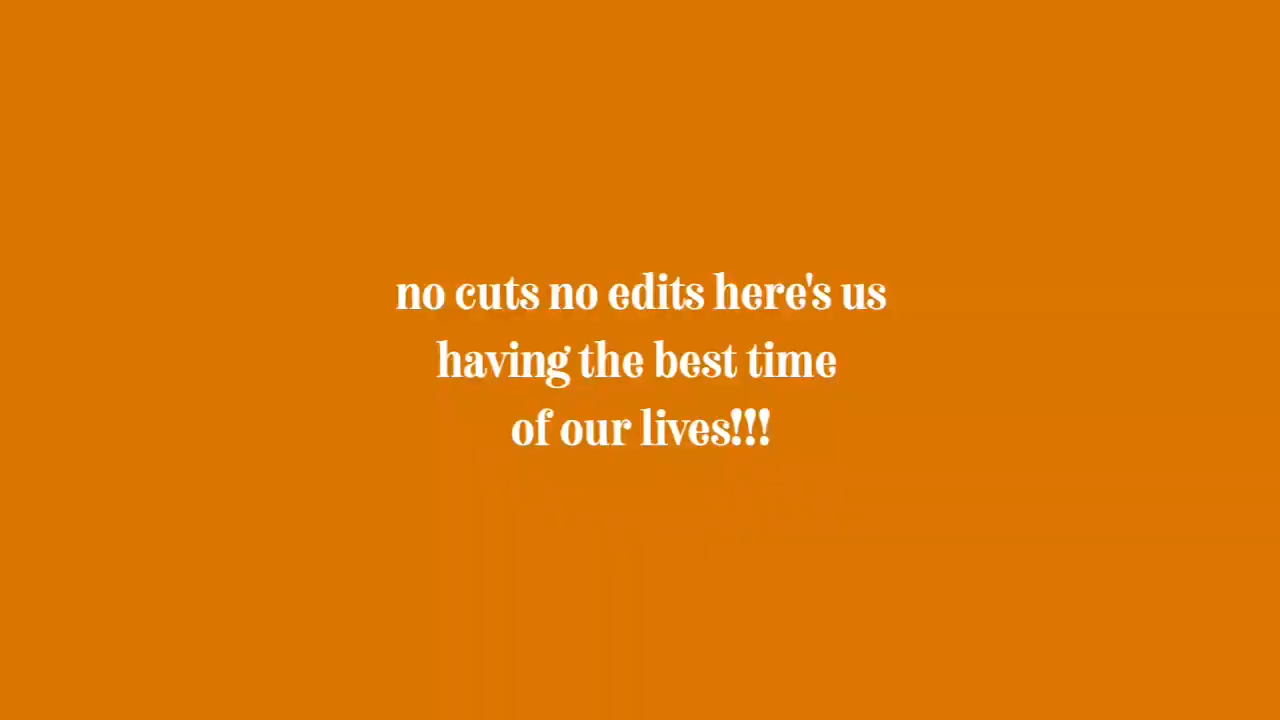 no cuts no edits here's us
having the best time
of our lives!!!